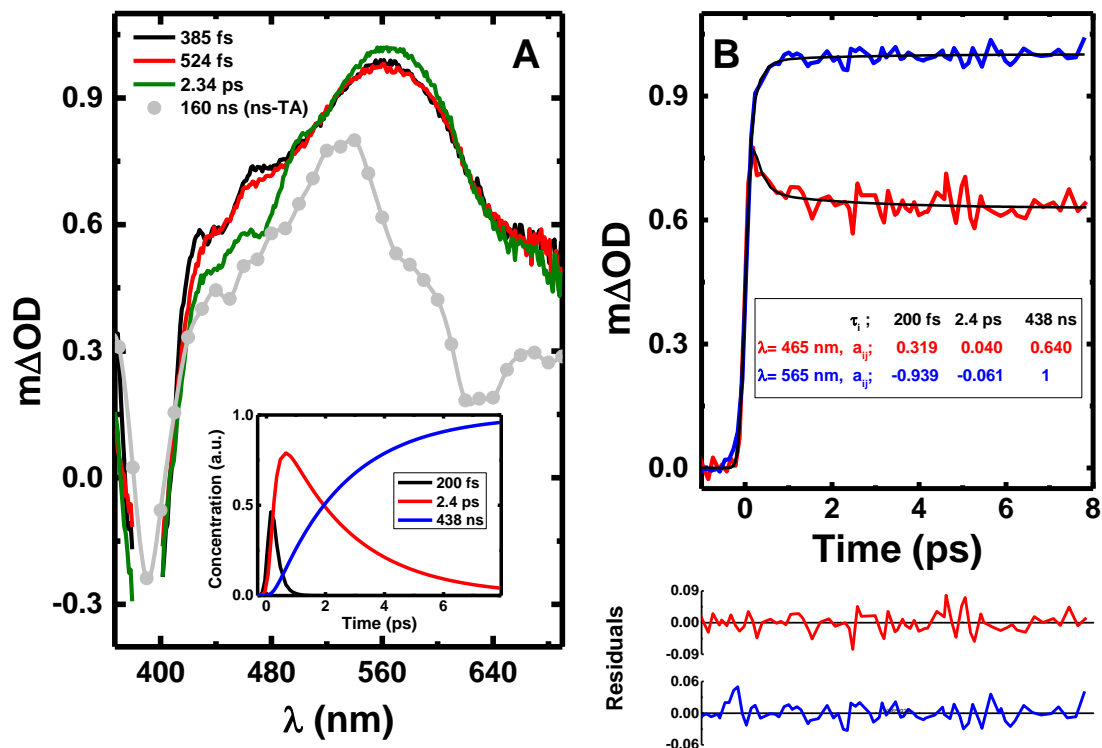 A
385 fs
524 fs
2.34 ps
160 ns (ns-TA)
mΔOD
0.9
0.6
0.3
0.0
-0.3
400 480 560 640
λ (nm)
Concentration (a.u.)
1.0
0.5
0.0
0 2 4 6
Time (ps)
200 fs
2.4 ps
438 ns
B
mΔOD
0.9
0.6
0.3
0.0
0 2 4 6 8
Time (ps)
τi ; 200 fs 2.4 ps 438 ns
λ= 465 nm, aij; 0.319 0.040 0.640
λ= 565 nm, aij; -0.939 -0.061 1
Residuals
0.09
0.00
-0.09
0.06
0.00
-0.06